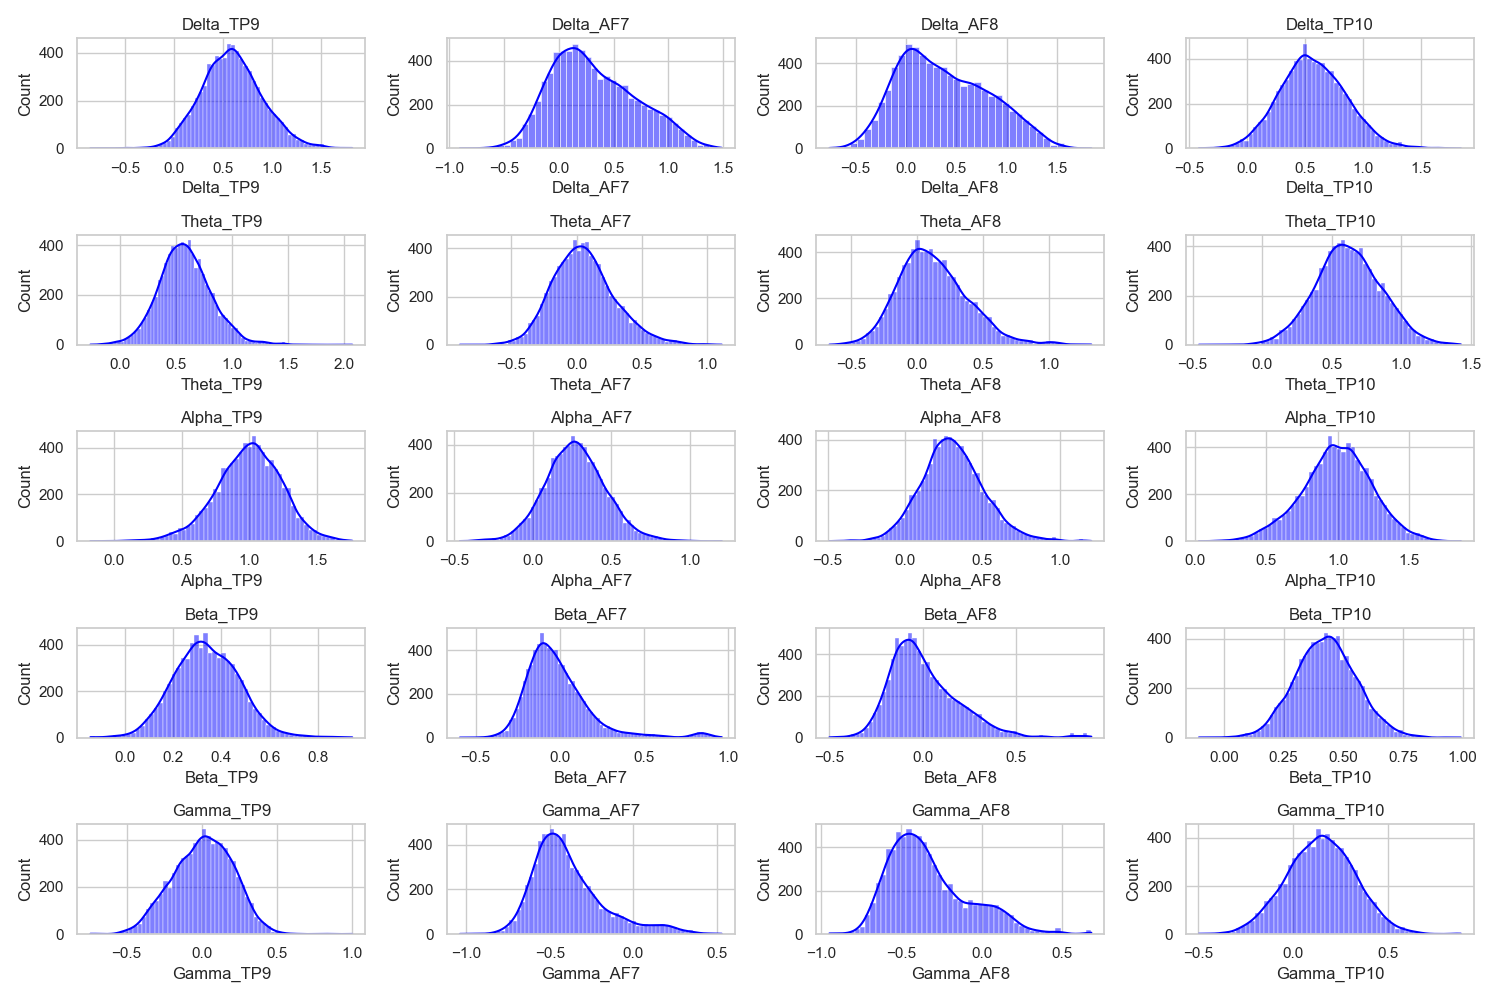 Delta_TP9 Delta_AF7 Delta_AF8 Delta_TP10
Count Count Count Count
400 400 400 400
200 200 200 200
0 0 0 0
−0.5 0.0 0.5 1.0 1.5 −1.0 −0.5 0.0 0.5 1.0 1.5 −0.5 0.0 0.5 1.0 1.5 −0.5 0.0 0.5 1.0 1.5
Delta_TP9 Delta_AF7 Delta_AF8 Delta_TP10
Theta_TP9 Theta_AF7 Theta_AF8 Theta_TP10
Count Count Count Count
400 400 400 400
200 200 200 200
0 0 0 0
0.0 0.5 1.0 1.5 2.0 −0.5 0.0 0.5 1.0 −0.5 0.0 0.5 1.0 −0.5 0.0 0.5 1.0 1.5
Theta_TP9 Theta_AF7 Theta_AF8 Theta_TP10
Alpha_TP9 Alpha_AF7 Alpha_AF8 Alpha_TP10
Count Count Count Count
400 400 400 400
200 200 200 200
0 0 0 0
0.0 0.5 1.0 1.5 −0.5 0.0 0.5 1.0 −0.5 0.0 0.5 1.0 0.0 0.5 1.0 1.5
Alpha_TP9 Alpha_AF7 Alpha_AF8 Alpha_TP10
Beta_TP9 Beta_AF7 Beta_AF8 Beta_TP10
Count Count Count Count
400 400 400 400
200 200 200 200
0 0 0 0
0.0 0.2 0.4 0.6 0.8 −0.5 0.0 0.5 1.0 −0.5 0.0 0.5 0.00 0.25 0.50 0.75 1.00
Beta_TP9 Beta_AF7 Beta_AF8 Beta_TP10
Gamma_TP9 Gamma_AF7 Gamma_AF8 Gamma_TP10
Count Count Count Count
400 400 400 400
200 200 200 200
0 0 0 0
−0.5 0.0 0.5 1.0 −1.0 −0.5 0.0 0.5 −1.0 −0.5 0.0 0.5 −0.5 0.0 0.5
Gamma_TP9 Gamma_AF7 Gamma_AF8 Gamma_TP10